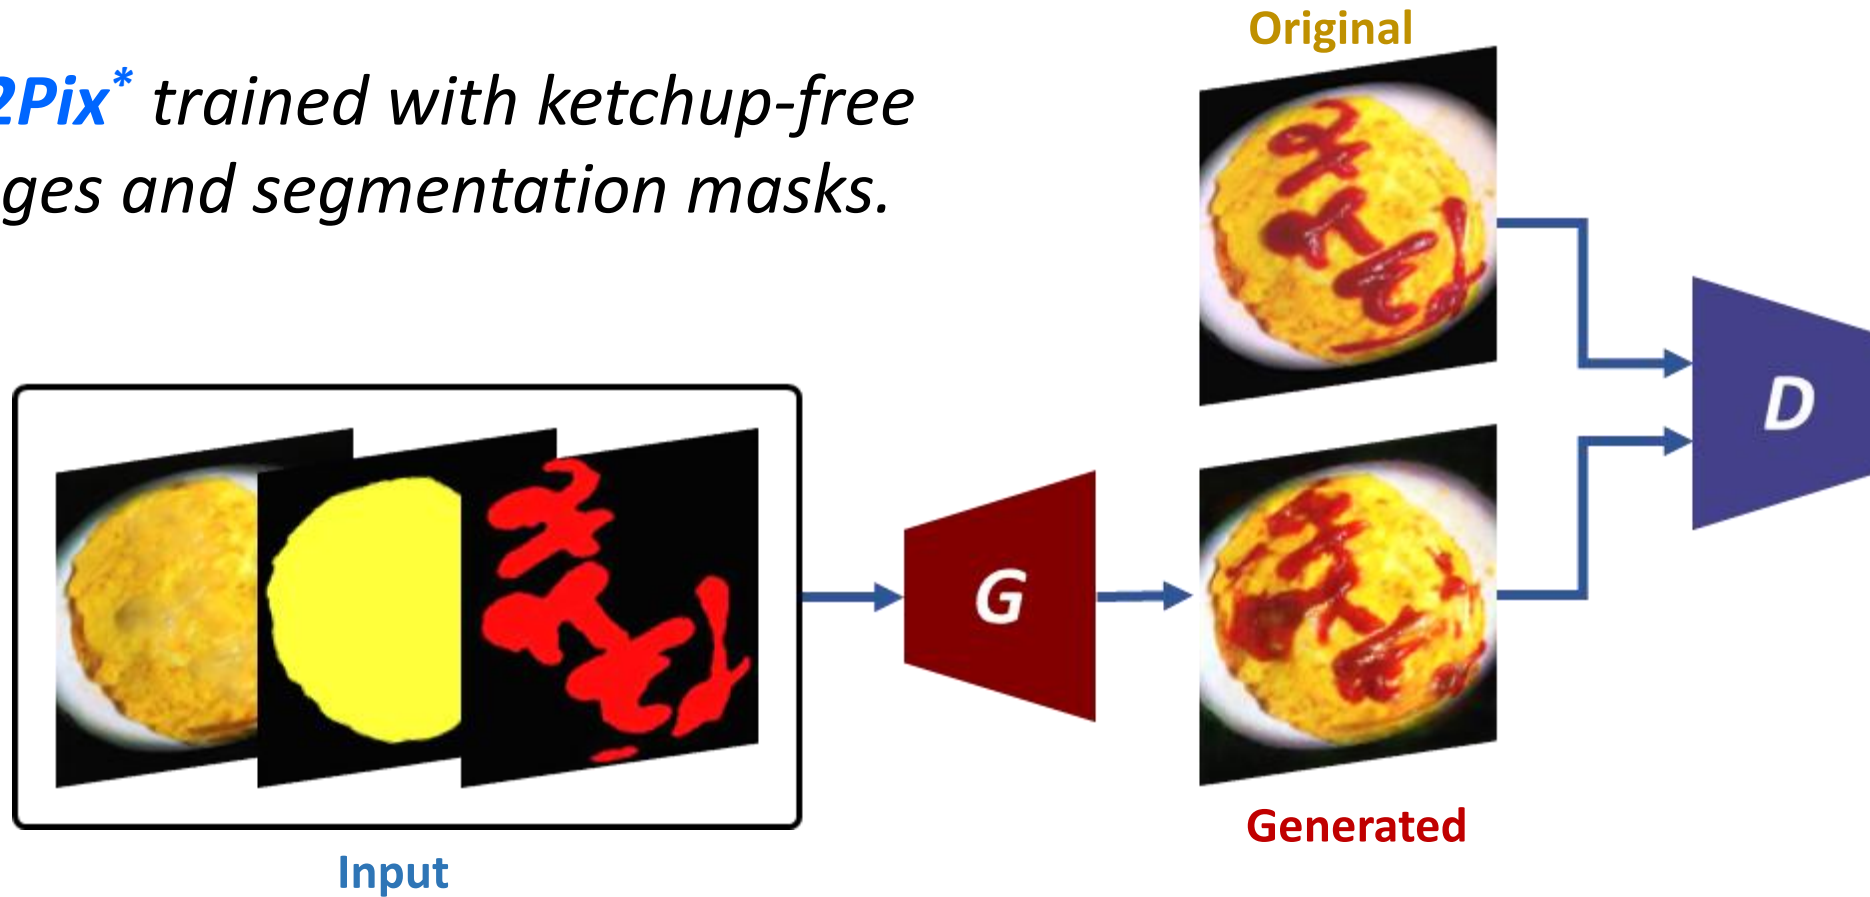 Original
2Pix* trained with ketchup-free
ges and segmentation masks.
D
G
Generated
Input